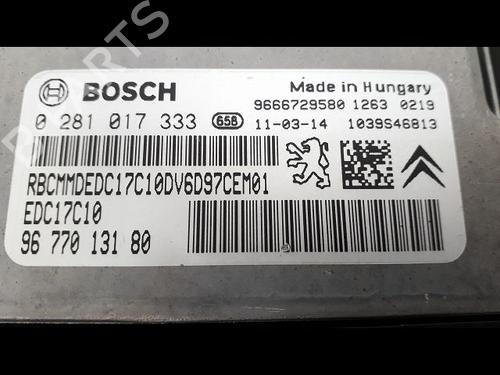 BOSCH
Made in Hungary
9666729580 1263 0219
0 281 017 333 658 11-03-14 1039S46813
RBCMMDEDC17C10DV6D97CEM01
EDC17C10
96 770 131 80